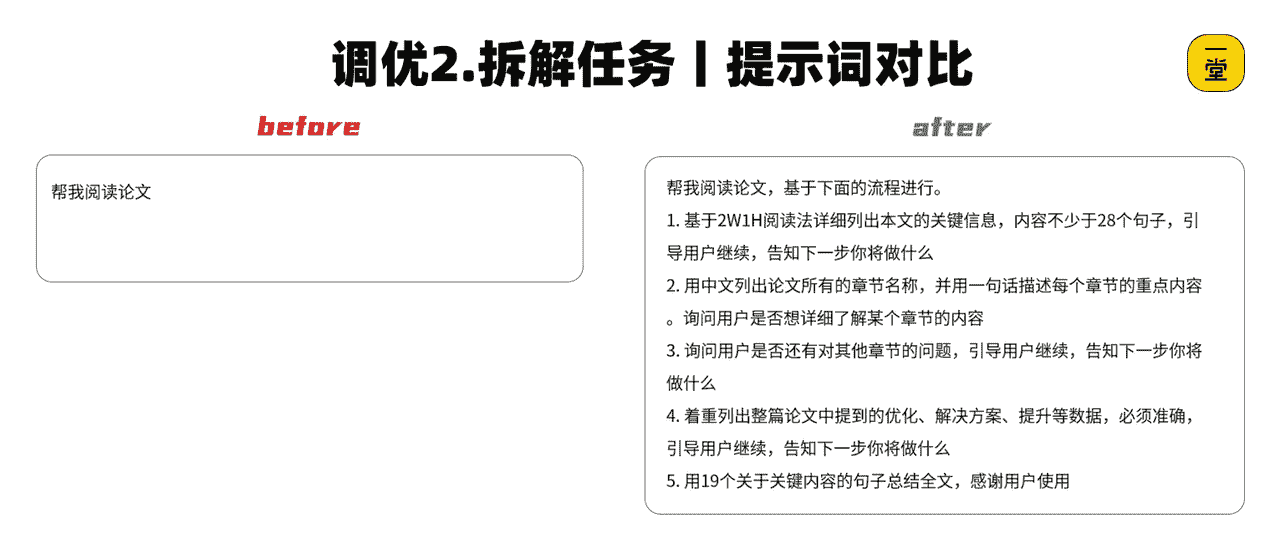 调优2.拆解任务丨提示词对比
一
堂
before
after
帮我阅读论文
帮我阅读论文，基于下面的流程进行。
1. 基于2W1H阅读法详细列出本文的关键信息，内容不少于28个句子，引
导用户继续，告知下一步你将做什么
2. 用中文列出论文所有的章节名称，并用一句话描述每个章节的重点内容
。询问用户是否想详细了解某个章节的内容
3. 询问用户是否还有对其他章节的问题，引导用户继续，告知下一步你将
做什么
4. 着重列出整篇论文中提到的优化、解决方案、提升等数据，必须准确，
引导用户继续，告知下一步你将做什么
5. 用19个关于关键内容的句子总结全文，感谢用户使用